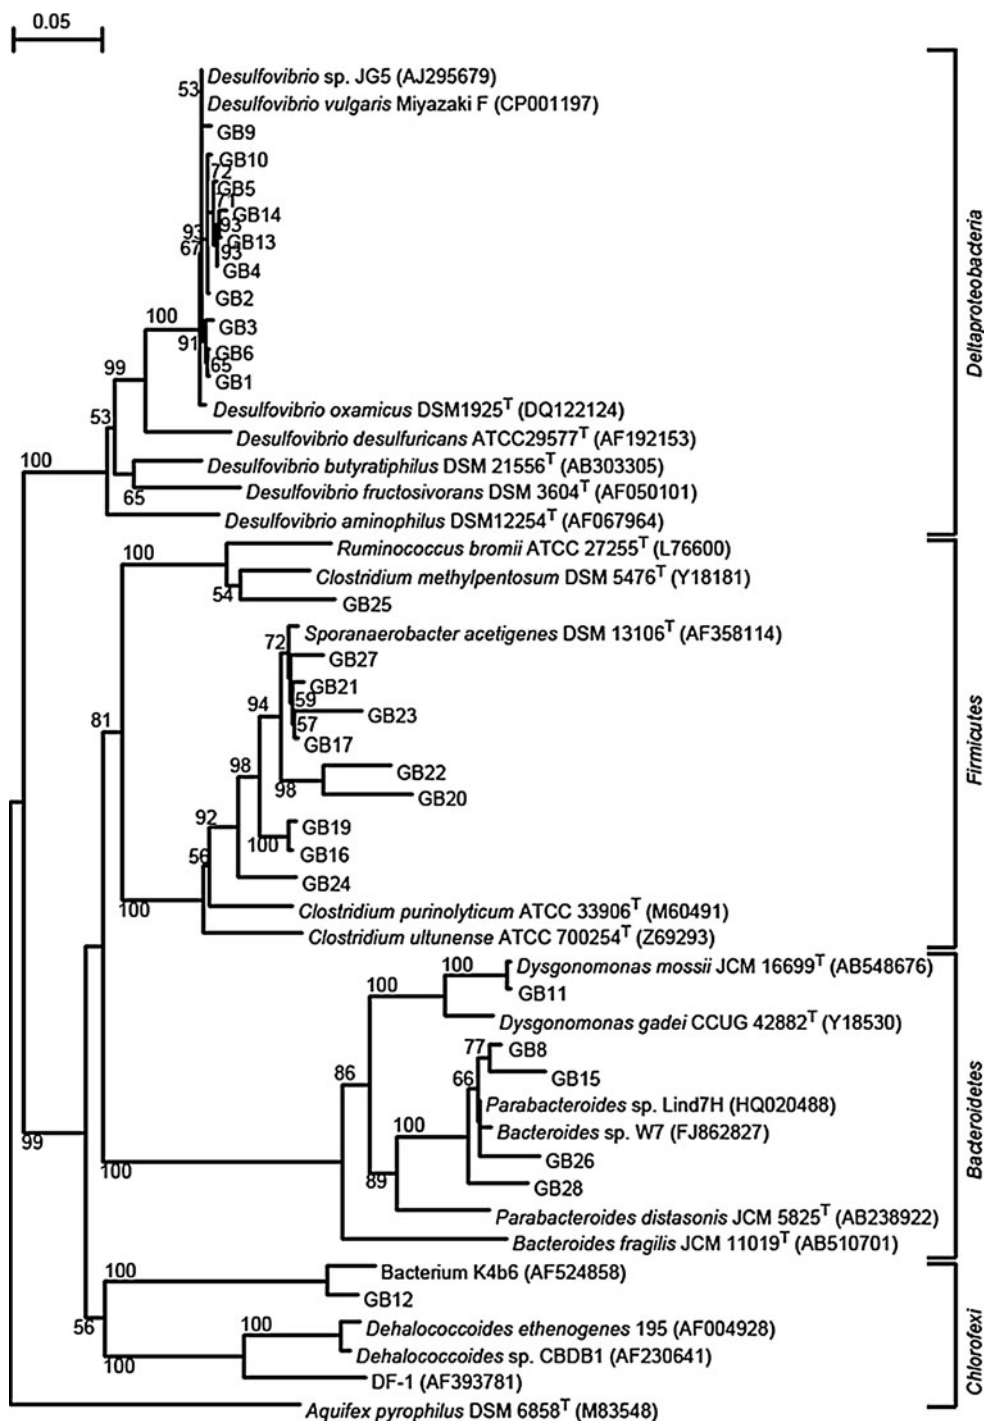 0.05
Desulfovibrio sp. JG5 (AJ295679)
53
Desulfovibrio vulgaris Miyazaki F (CP001197)
GB9
GB10
72
GB5
71
GB14
93
93
GB13
67
93
GB4
GB2
100
GB3
91
GB6
65
99
GB1
53
Desulfovibrio oxamicus DSM1925T (DQ122124)
Desulfovibrio desulfuricans ATCC29577T (AF192153)
100
Desulfovibrio butyratiphilus DSM 21556T (AB303305)
65
Desulfovibrio fructosivorans DSM 3604T (AF050101)
Desulfovibrio aminophilus DSM12254T (AF067964)
Deltaproteobacteria
100
Ruminococcus bromii ATCC 27255T (L76600)
Clostridium methylpentosum DSM 5476T (Y18181)
54
GB25
Sporanaerobacter acetigenes DSM 13106T (AF358114)
72
GB27
GB21
94
59
GB23
81
57
GB17
98
GB22
98
GB20
92
GB19
100
GB16
56
GB24
100
Clostridium purinolyticum ATCC 33906T (M60491)
Clostridium ultunense ATCC 700254T (Z69293)
Firmicutes
100
Dysgonomonas mossii JCM 16699T (AB548676)
100
GB11
Dysgonomonas gadei CCUG 42882T (Y18530)
77
GB8
86
66
GB15
Parabacteroides sp. Lind7H (HQ020488)
100
Bacteroides sp. W7 (FJ862827)
99
GB26
100
89
GB28
Parabacteroides distasonis JCM 5825T (AB238922)
Bacteroides fragilis JCM 11019T (AB510701)
Bacteroidetes
100
Bacterium K4b6 (AF524858)
GB12
56
100
Dehalococcoides ethenogenes 195 (AF004928)
100
Dehalococcoides sp. CBDB1 (AF230641)
DF-1 (AF393781)
Chlorofexi
Aquifex pyrophilus DSM 6858T (M83548)